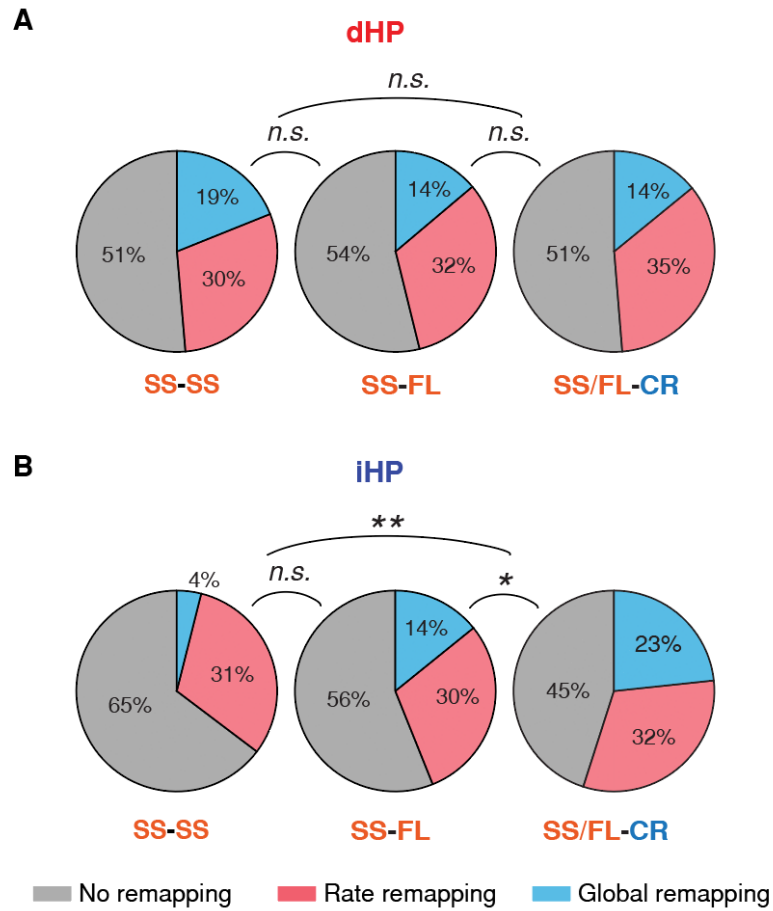 A
dHP
n.s.
n.s. n.s.
19% 14% 14%
51% 30% 54% 32% 51% 35%
SS-SS SS-FL SS/FL-CR
B
iHP
**
n.s. *
4% 14% 23%
65% 31% 56% 30% 45% 32%
SS-SS SS-FL SS/FL-CR
No remapping Rate remapping Global remapping